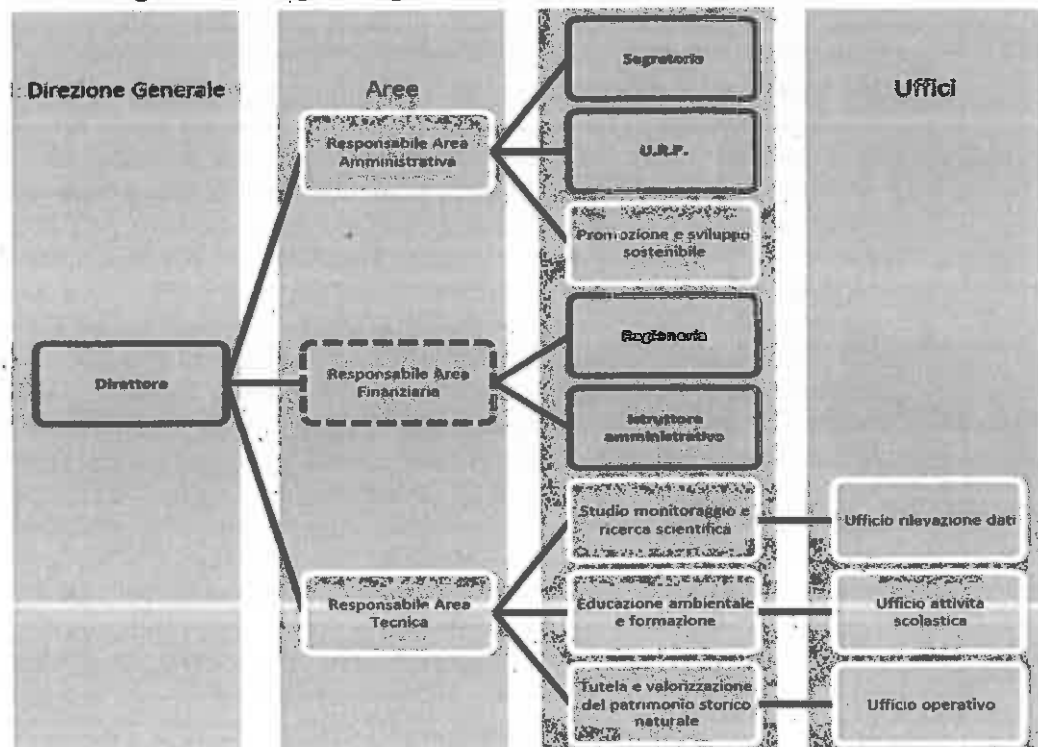 Direzione Generale
Aree
Uffici
Segreteria
Responsabile Area
Amministrativa
U.R.P.
Promozione e sviluppo
sostenibile
Direttore
Responsabile Area
Finanziaria
Ragioneria
Istruttore
amministrativo
Responsabile Area
Tecnica
Studio monitoraggio e
ricerca scientifica
Ufficio rilevazione dati
Educazione ambientale
e formazione
Ufficio attività
scolastica
Tutela e valorizzazione
del patrimonio storico
naturale
Ufficio operativo